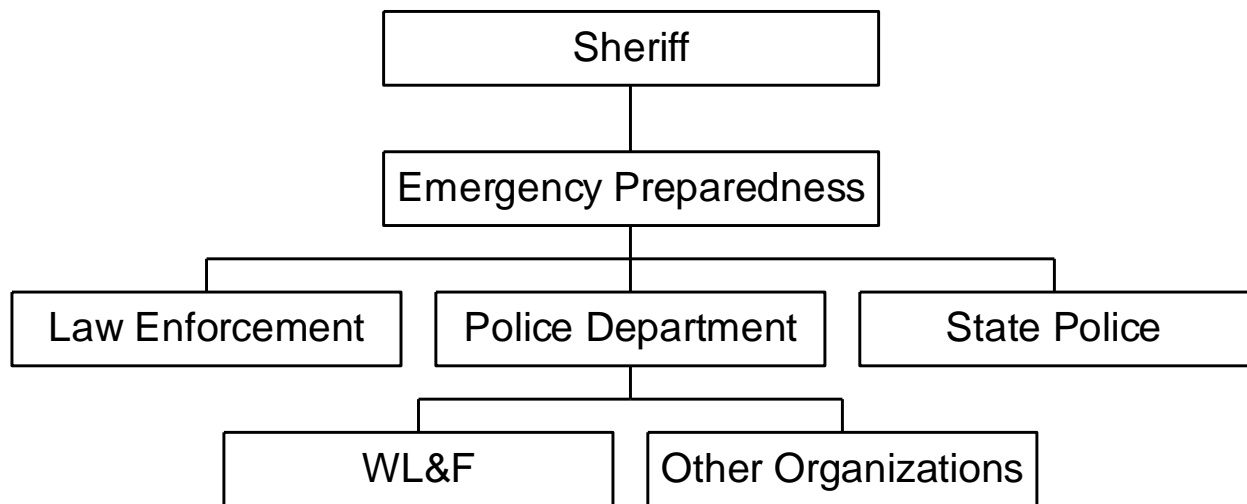 Sheriff
Emergency Preparedness
Law Enforcement
Police Department
State Police
WL&F
Other Organizations